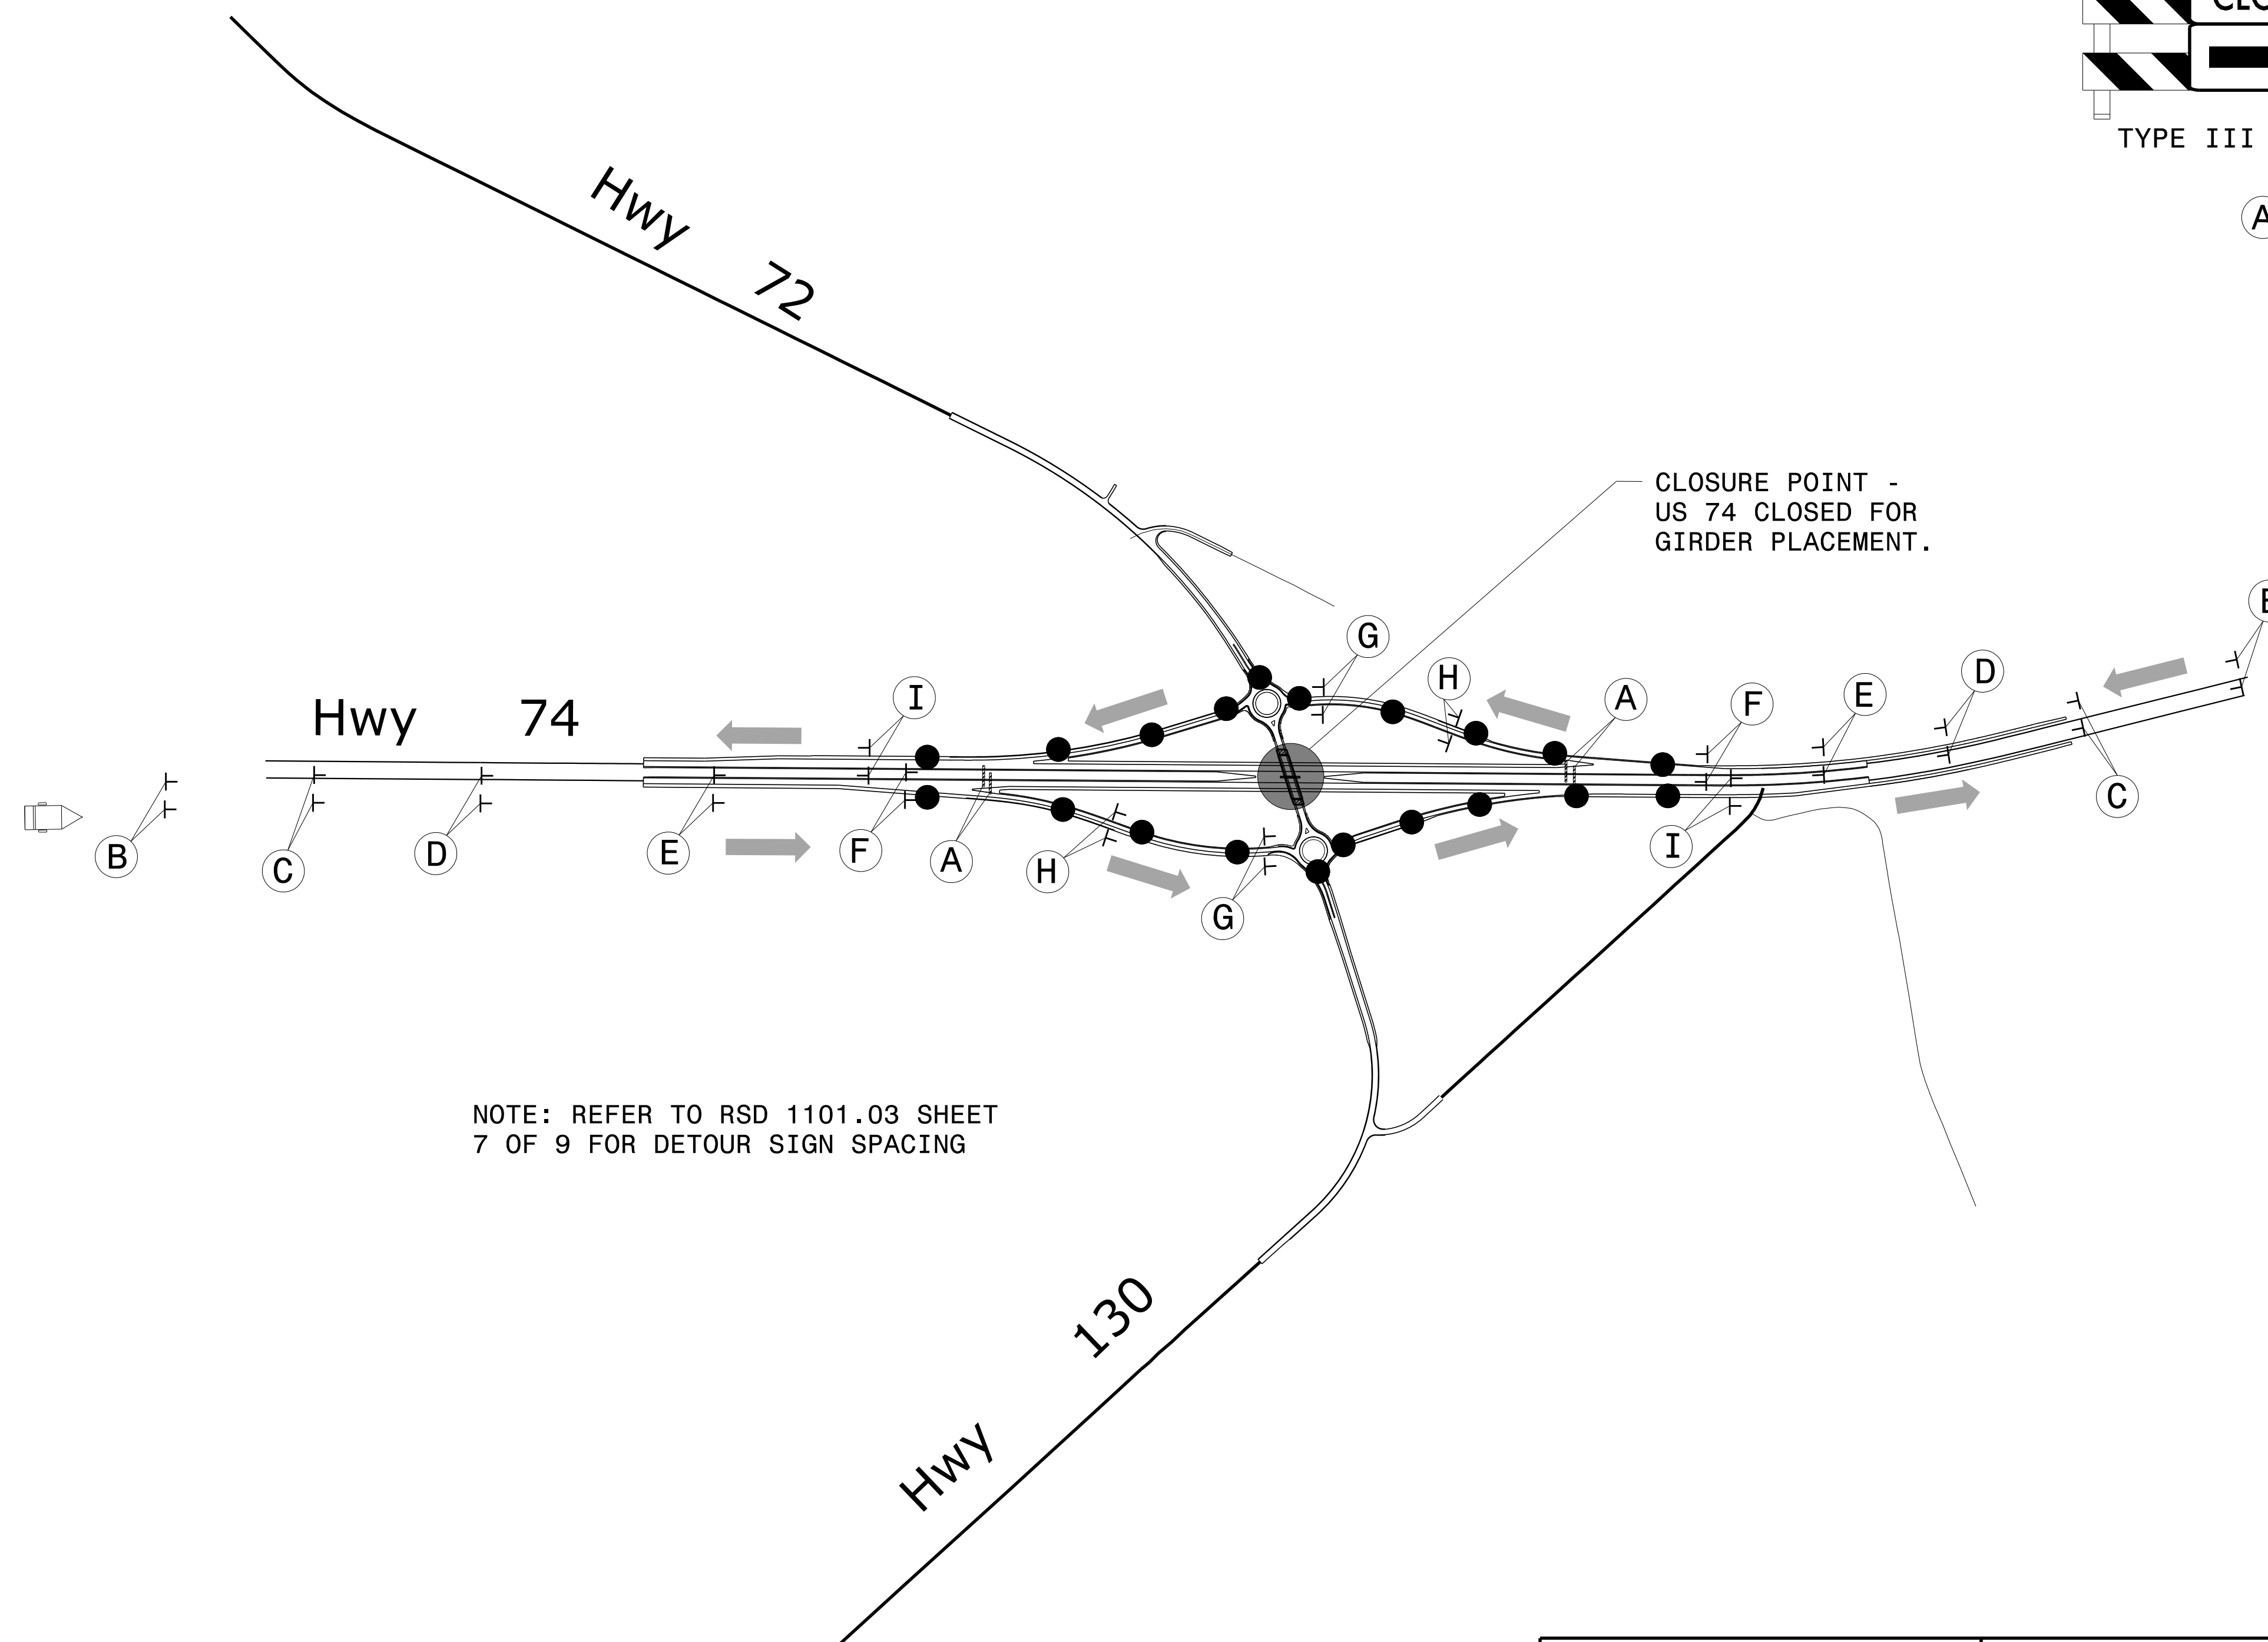 TYPE III
A
Hwy 72
CLOSURE POINT -
US 74 CLOSED FOR
GIRDER PLACEMENT.
G
H
A
F
E
D
I
Hwy 74
B
C
D
E
F
A
H
G
I
C
NOTE: REFER TO RSD 1101.03 SHEET
7 OF 9 FOR DETOUR SIGN SPACING
Hwy 130